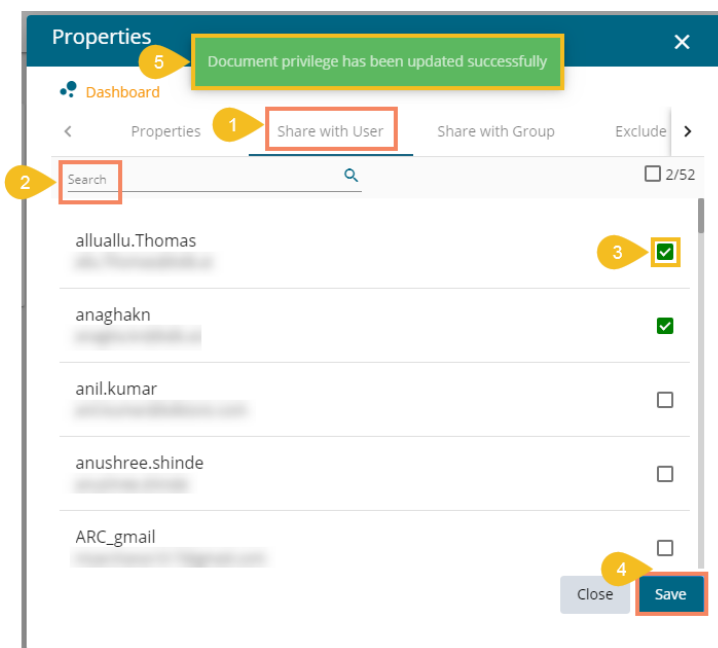 Properties
5
Document privilege has been updated successfully
Dashboard
Properties
1
Share with User
Share with Group
Exclude
2
Search
2/52
alluallu.Thomas
3
anaghakn
anil.kumar
anushree.shinde
ARC_gmail
4
Close
Save